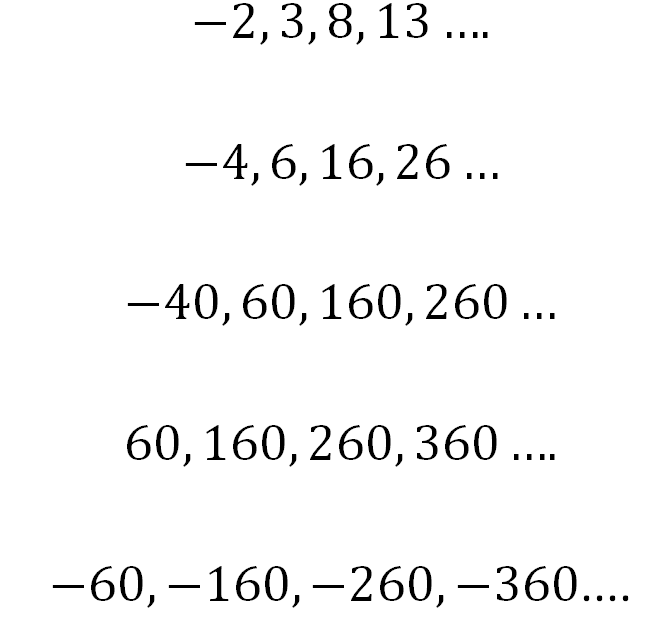 −2, 3, 8, 13 ....
−4, 6, 16, 26 ...
−40, 60, 160, 260 ...
60, 160, 260, 360 ....
−60, −160, −260, −360....